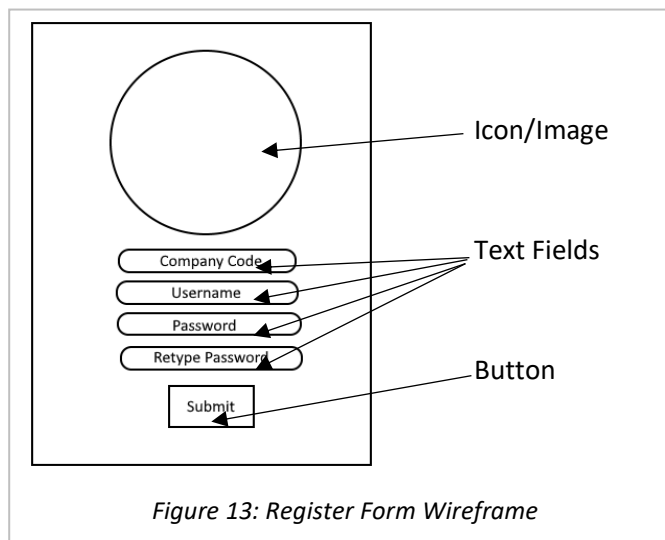 Icon/Image
Company Code
Text Fields
Username
Password
Retype Password
Button
Submit
Figure 13: Register Form Wireframe